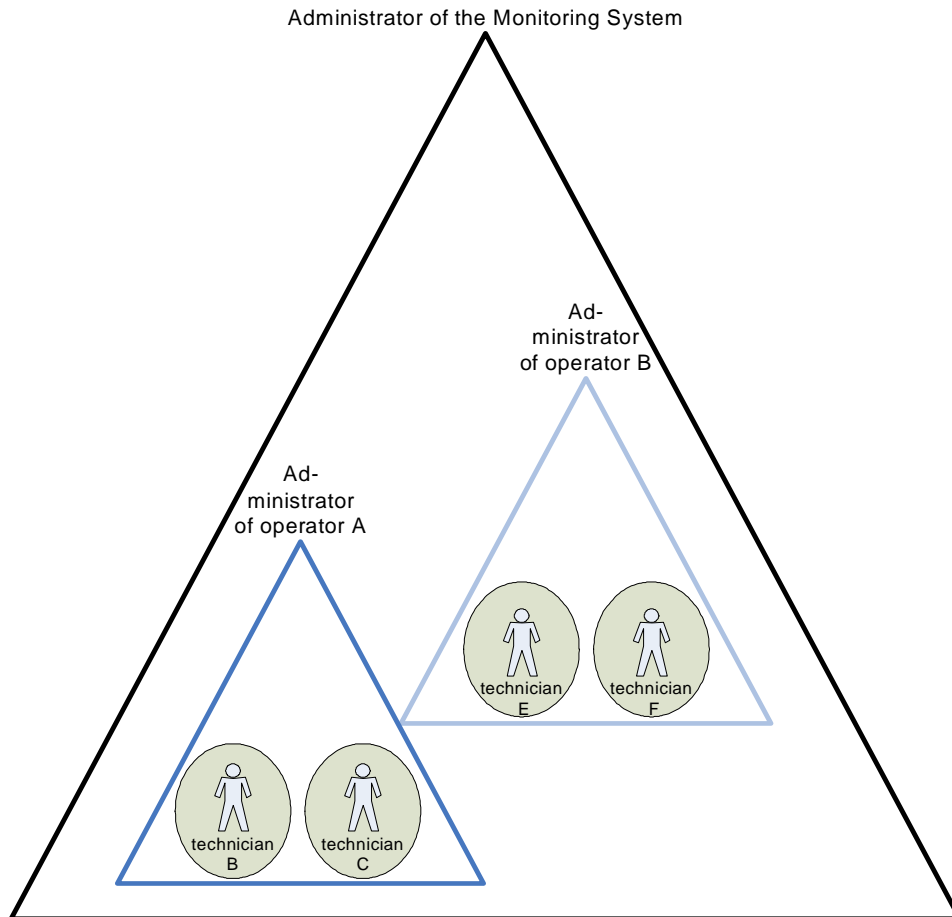 Administrator of the Monitoring System
Ad-
ministrator
of operator B
Ad-
ministrator
of operator A
technician
E
technician
F
technician
B
technician
C